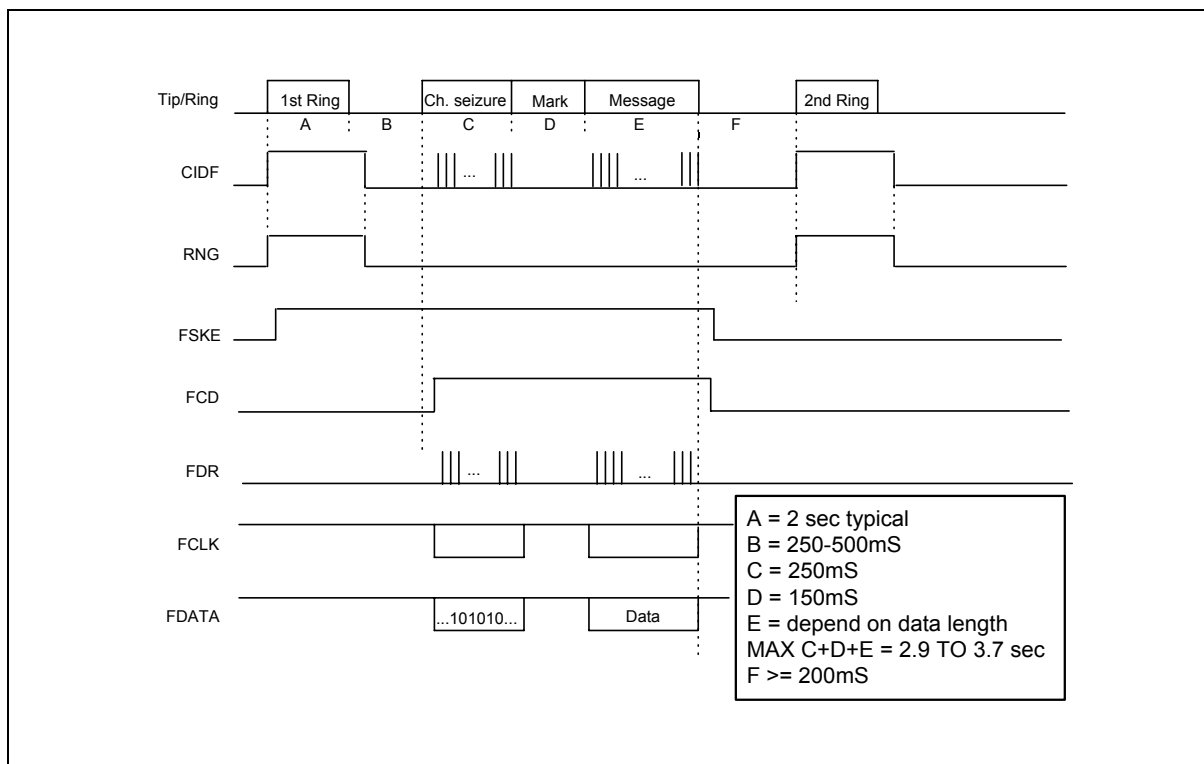 Tip/Ring 1st Ring Ch. seizure Mark Message 2nd Ring
A B C D E F
CIDF ... ...
RNG
FSKE
FCD
FDR ... ...
FCLK
FDATA ...101010... Data
A = 2 sec typical
B = 250-500mS
C = 250mS
D = 150mS
E = depend on data length
MAX C+D+E = 2.9 TO 3.7 sec
F >= 200mS